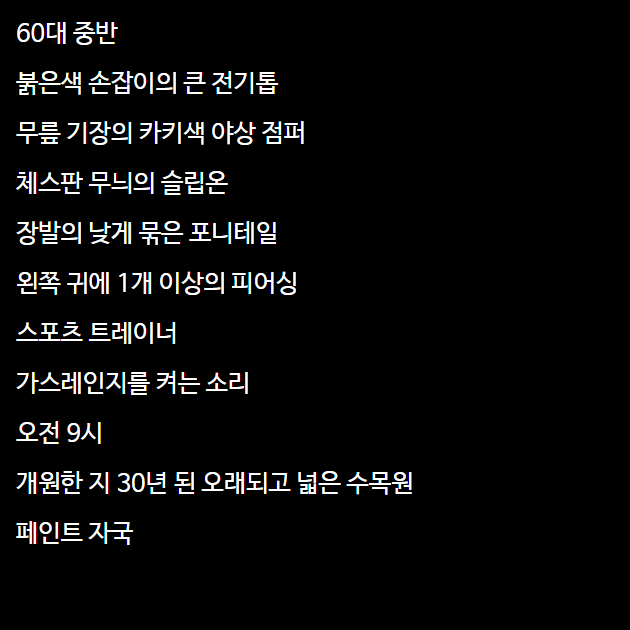 60대 중반
붉은색 손잡이의 큰 전기톱
무릎 기장의 카키색 야상 점퍼
체스판 무늬의 슬립온
장발의 낮게 묶은 포니테일
왼쪽 귀에 1개 이상의 피어싱
스포츠 트레이너
가스레인지를 켜는 소리
오전 9시
개원한 지 30년 된 오래되고 넓은 수목원
페인트 자국